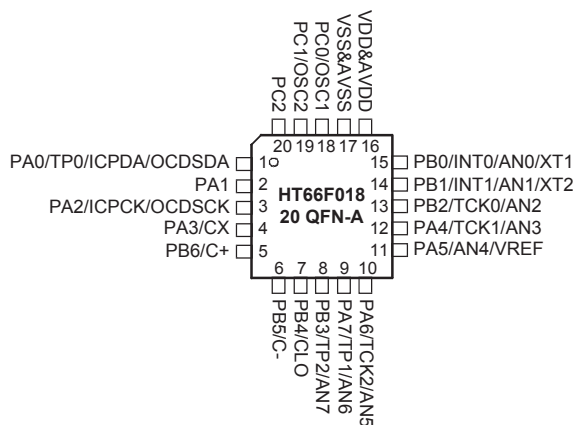 PC2
PC1/OSC2
PC0/OSC1
VSS&AVSS
VDD&AVDD
20 19 18 17 16
PA0/TP0/ICPDA/OCDSDA 1
PA1 2
PA2/ICPCK/OCDSCK 3
PA3/CX 4
PB6/C+ 5
HT66F018
20 QFN-A
15 PB0/INT0/AN0/XT1
14 PB1/INT1/AN1/XT2
13 PB2/TCK0/AN2
12 PA4/TCK1/AN3
11 PA5/AN4/VREF
6 7 8 9 10
PB5/C-
PB4/CLO
PB3/TP2/AN7
PA7/TP1/AN6
PA6/TCK2/AN5